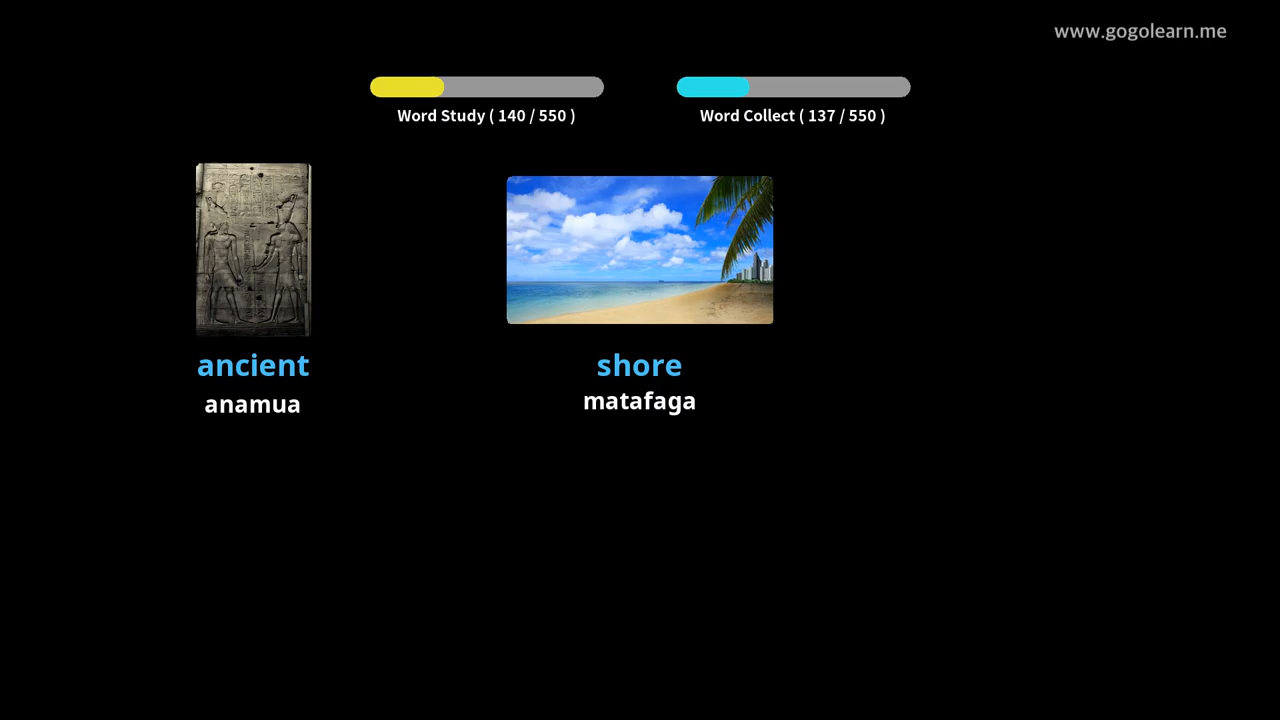 www.gogolearn.me
Word Study ( 140 / 550 )
Word Collect ( 137 / 550 )
ancient
anamua
shore
matafaga